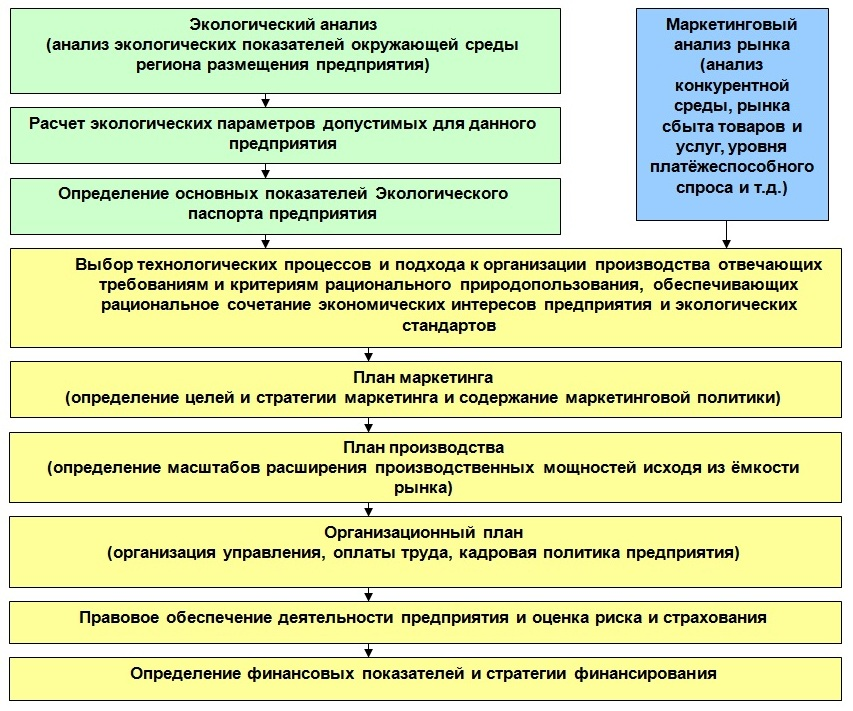 Экологический анализ
(анализ экологических показателей окружающей среды
региона размещения предприятия)
Расчет экологических параметров допустимых для данного
предприятия
Определение основных показателей Экологического
паспорта предприятия
Маркетинговый
анализ рынка
(анализ
конкурентной
среды, рынка
сбыта товаров и
услуг, уровня
платёжеспособного
спроса и т.д.)
Выбор технологических процессов и подхода к организации производства отвечающих
требованиям и критериям рационального природопользования, обеспечивающих
рациональное сочетание экономических интересов предприятия и экологических
стандартов
План маркетинга
(определение целей и стратегии маркетинга и содержание маркетинговой политики)
План производства
(определение масштабов расширения производственных мощностей исходя из ёмкости
рынка)
Организационный план
(организация управления, оплаты труда, кадровая политика предприятия)
Правовое обеспечение деятельности предприятия и оценка риска и страхования
Определение финансовых показателей и стратегии финансирования